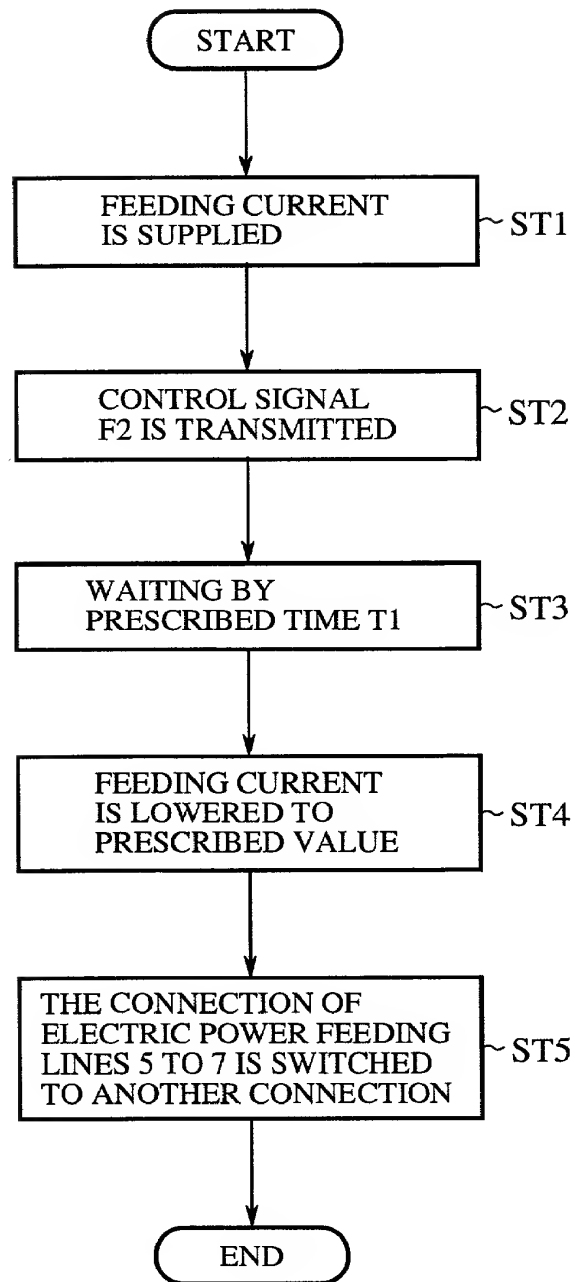 START
FEEDING CURRENT
IS SUPPLIED
~ ST1
CONTROL SIGNAL
F2 IS TRANSMITTED
~ ST2
WAITING BY
PRESCRIBED TIME T1
~ ST3
FEEDING CURRENT
IS LOWERED TO
PRESCRIBED VALUE
~ ST4
THE CONNECTION OF
ELECTRIC POWER FEEDING
LINES 5 TO 7 IS SWITCHED
TO ANOTHER CONNECTION
~ ST5
END